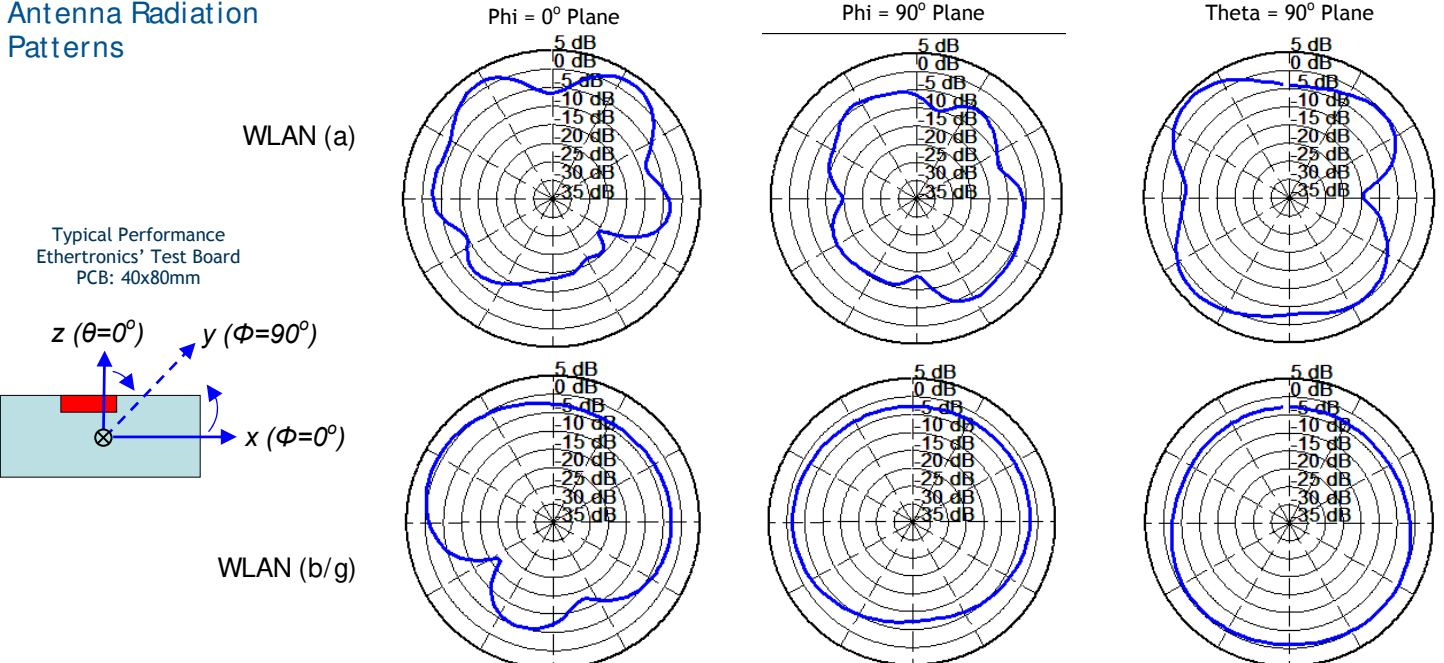 Antenna Radiation
Patterns
Phi = 0° Plane
Phi = 90° Plane
Theta = 90° Plane
WLAN (a)
5 dB
0 dB
-5 dB
-10 dB
-15 dB
-20 dB
-25 dB
-30 dB
-35 dB
5 dB
0 dB
-5 dB
-10 dB
-15 dB
-20 dB
-25 dB
-30 dB
-35 dB
5 dB
0 dB
-5 dB
-10 dB
-15 dB
-20 dB
-25 dB
-30 dB
-35 dB
Typical Performance
Ethertronics’ Test Board
PCB: 40x80mm
z (θ=0°)
y (Φ=90°)
x (Φ=0°)
WLAN (b/g)
5 dB
0 dB
-5 dB
-10 dB
-15 dB
-20 dB
-25 dB
-30 dB
-35 dB
5 dB
0 dB
-5 dB
-10 dB
-15 dB
-20 dB
-25 dB
-30 dB
-35 dB
5 dB
0 dB
-5 dB
-10 dB
-15 dB
-20 dB
-25 dB
-30 dB
-35 dB